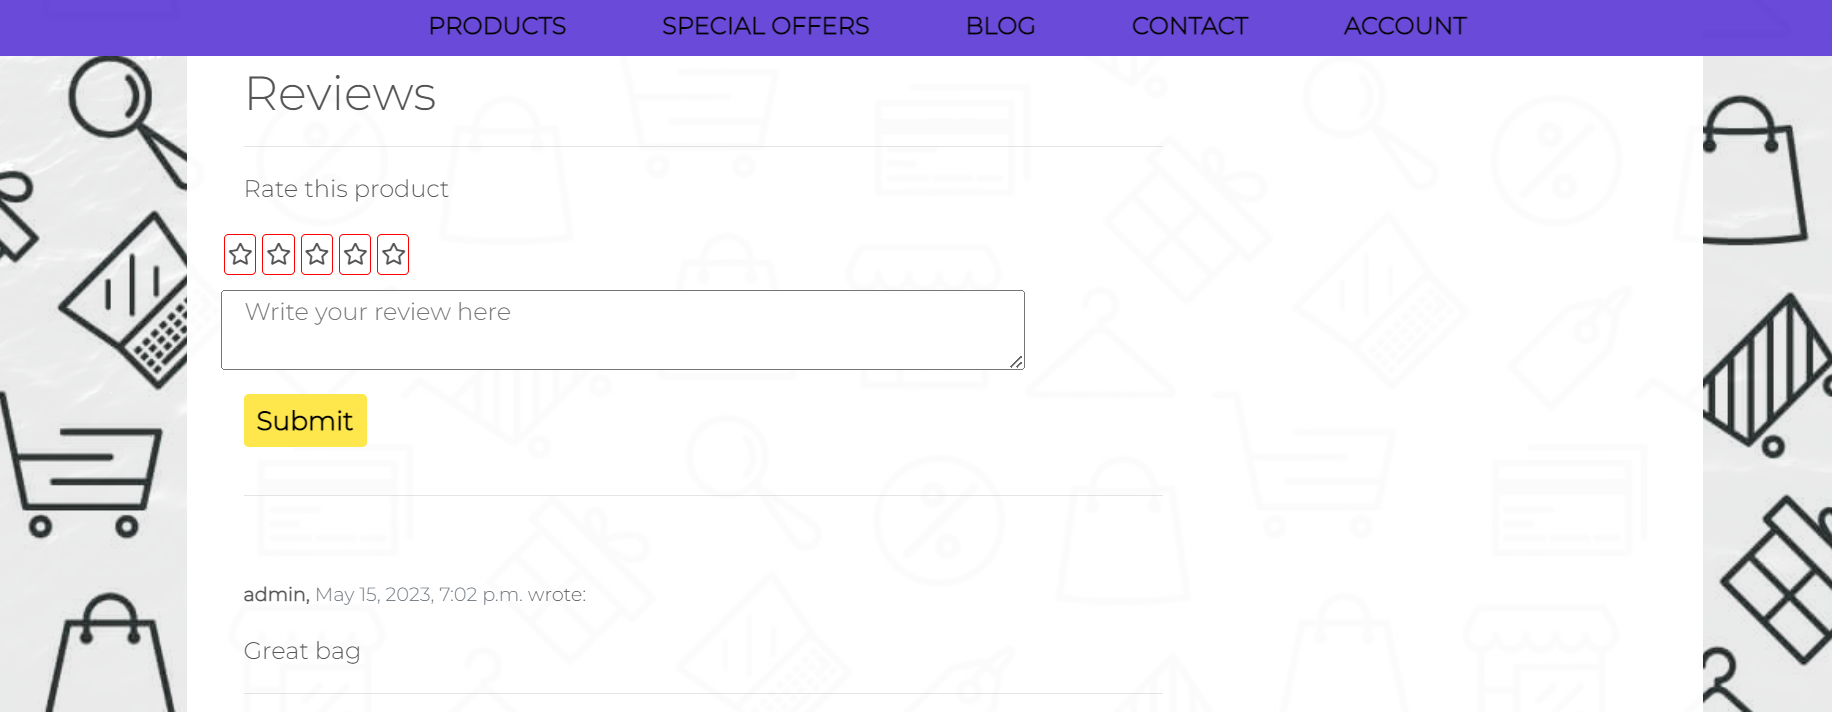 PRODUCTS SPECIAL OFFERS BLOG CONTACT ACCOUNT
Reviews
Rate this product
Write your review here
Submit
admin, May 15, 2023, 7:02 p.m. wrote:
Great bag